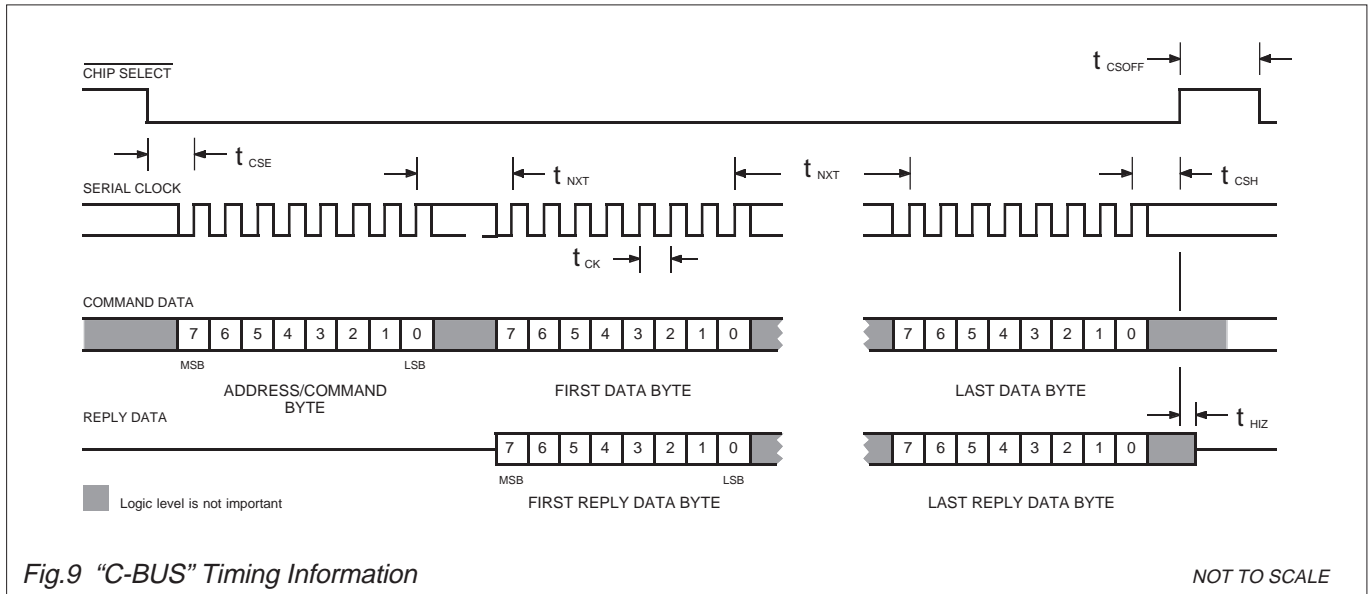 t CSOFF
CHIP SELECT
t CSE
t NXT
t NXT
t CSH
SERIAL CLOCK
t CK
COMMAND DATA
7 6 5 4 3 2 1 0 7 6 5 4 3 2 1 0 7 6 5 4 3 2 1 0
MSB LSB
ADDRESS/COMMAND
BYTE
FIRST DATA BYTE
LAST DATA BYTE
REPLY DATA
t HIZ
7 6 5 4 3 2 1 0 7 6 5 4 3 2 1 0
MSB LSB
Logic level is not important
FIRST REPLY DATA BYTE
LAST REPLY DATA BYTE
Fig.9 "C-BUS" Timing Information
NOT TO SCALE